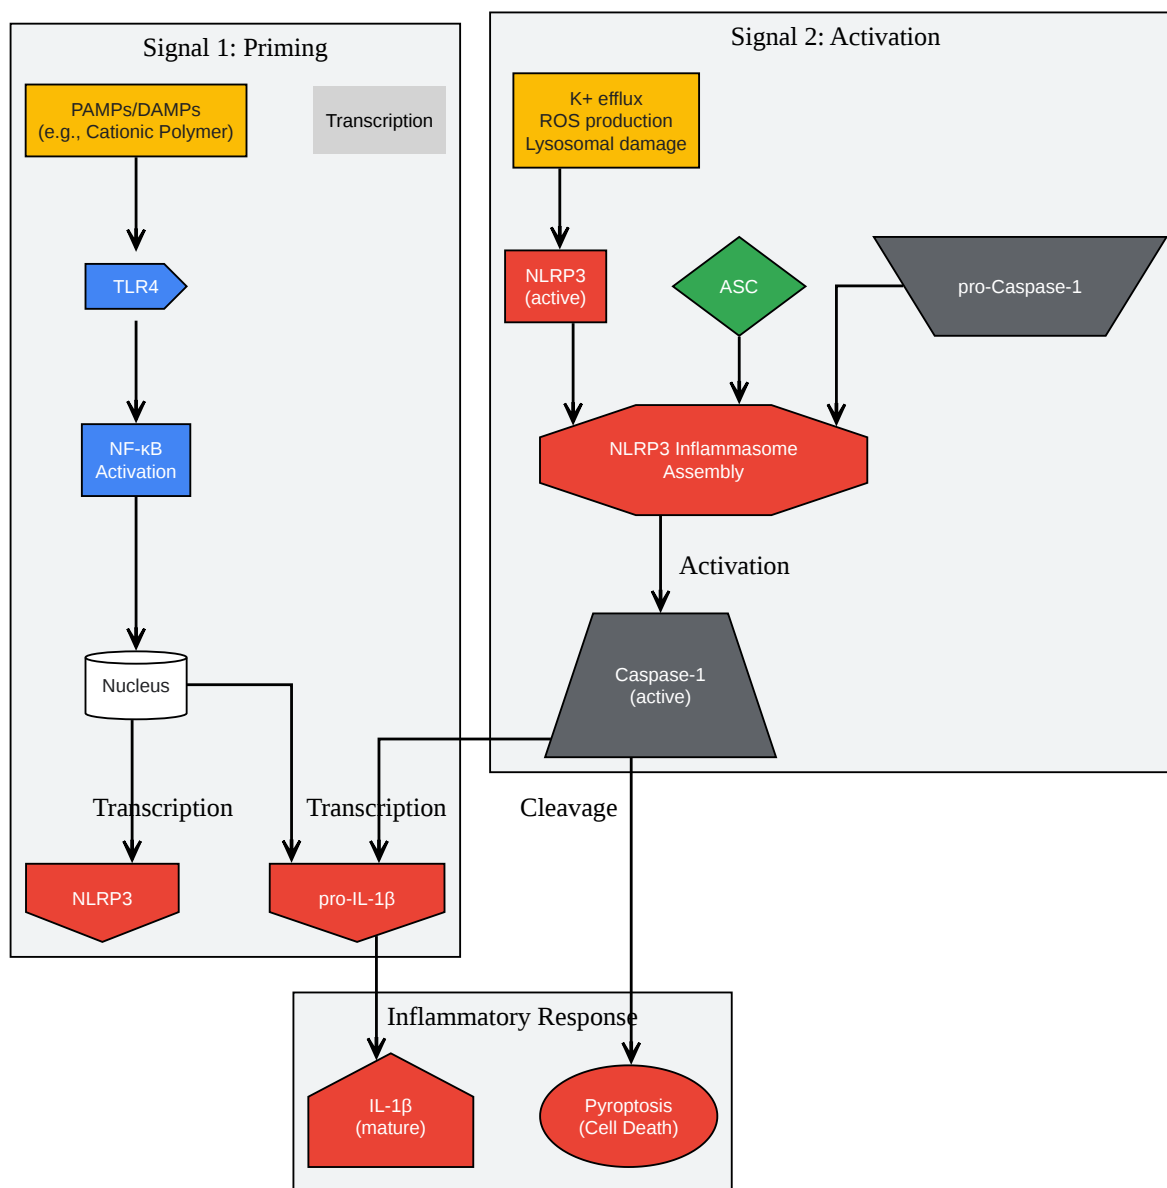 Signal 1: Priming
PAMPs/DAMPs
(e.g., Cationic Polymer)
Transcription
TLR4
NF-κB
Activation
Nucleus
Transcription
Transcription
NLRP3
pro-IL-1β
Signal 2: Activation
K+ efflux
ROS production
Lysosomal damage
NLRP3
(active)
ASC
pro-Caspase-1
NLRP3 Inflammasome
Assembly
Activation
Caspase-1
(active)
Cleavage
Inflammatory Response
IL-1β
(mature)
Pyroptosis
(Cell Death)